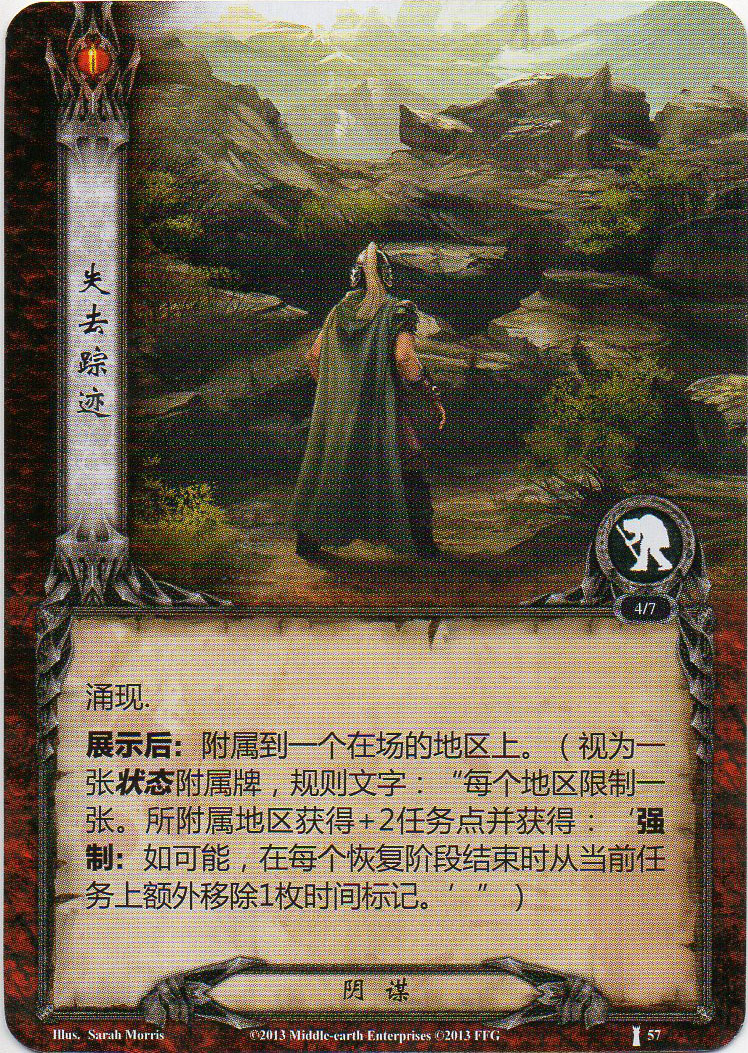 失去踪迹
4/7
涌现.
展示后：附属到一个在场的地区上。（视为一
张状态附属牌，规则文字：“每个地区限制一
张。所附属地区获得+2任务点并获得：‘强
制：如可能，在每个恢复阶段结束时从当前任
务上额外移除1枚时间标记。’”）
阴谋
Illus. Sarah Morris ©2013 Middle-earth Enterprises ©2013 FFG 57